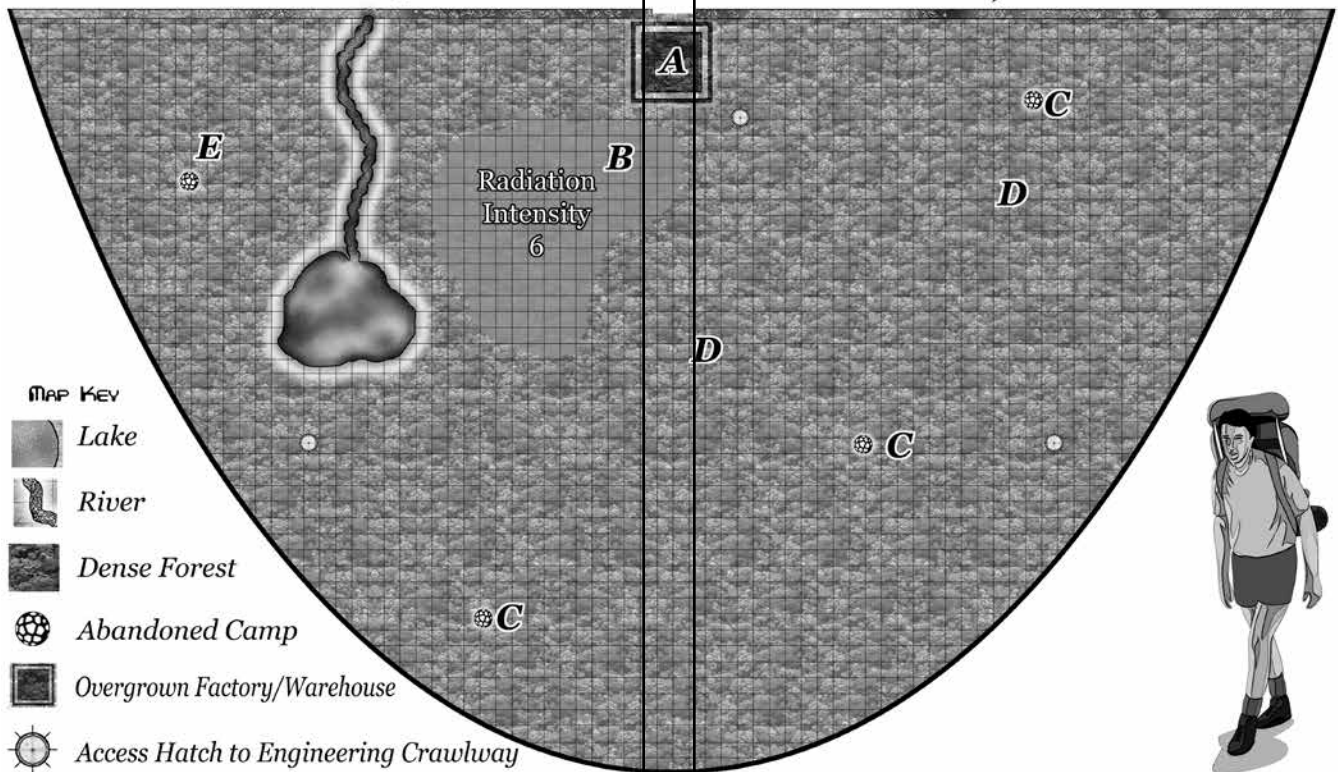 A
C
E
B
Radiation
Intensity
6
D
D
MAP KEY
Lake
River
C
Dense Forest
Abandoned Camp
C
Overgrown Factory/Warehouse
Access Hatch to Engineering Crawlway